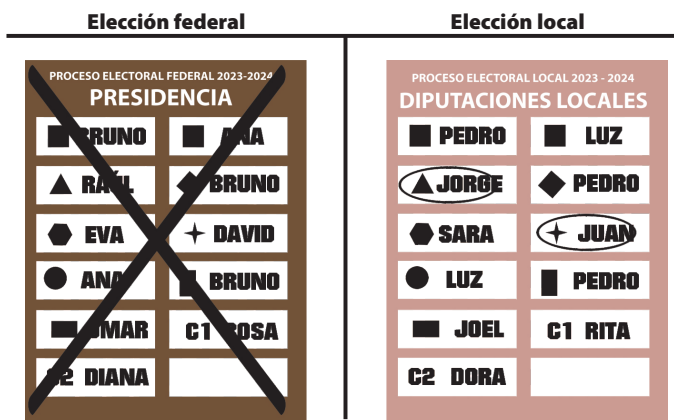 Elección federal
PROCESO ELECTORAL FEDERAL 2023-2024
PRESIDENCIA
BRUNO ANA
RAÚL BRUNO
EVA DAVID
ANA BRUNO
OMAR C1 ROSA
C2 DIANA
Elección local
PROCESO ELECTORAL LOCAL 2023 - 2024
DIPUTACIONES LOCALES
PEDRO LUZ
JORGE PEDRO
SARA JUAN
LUZ PEDRO
JOEL C1 RITA
C2 DORA